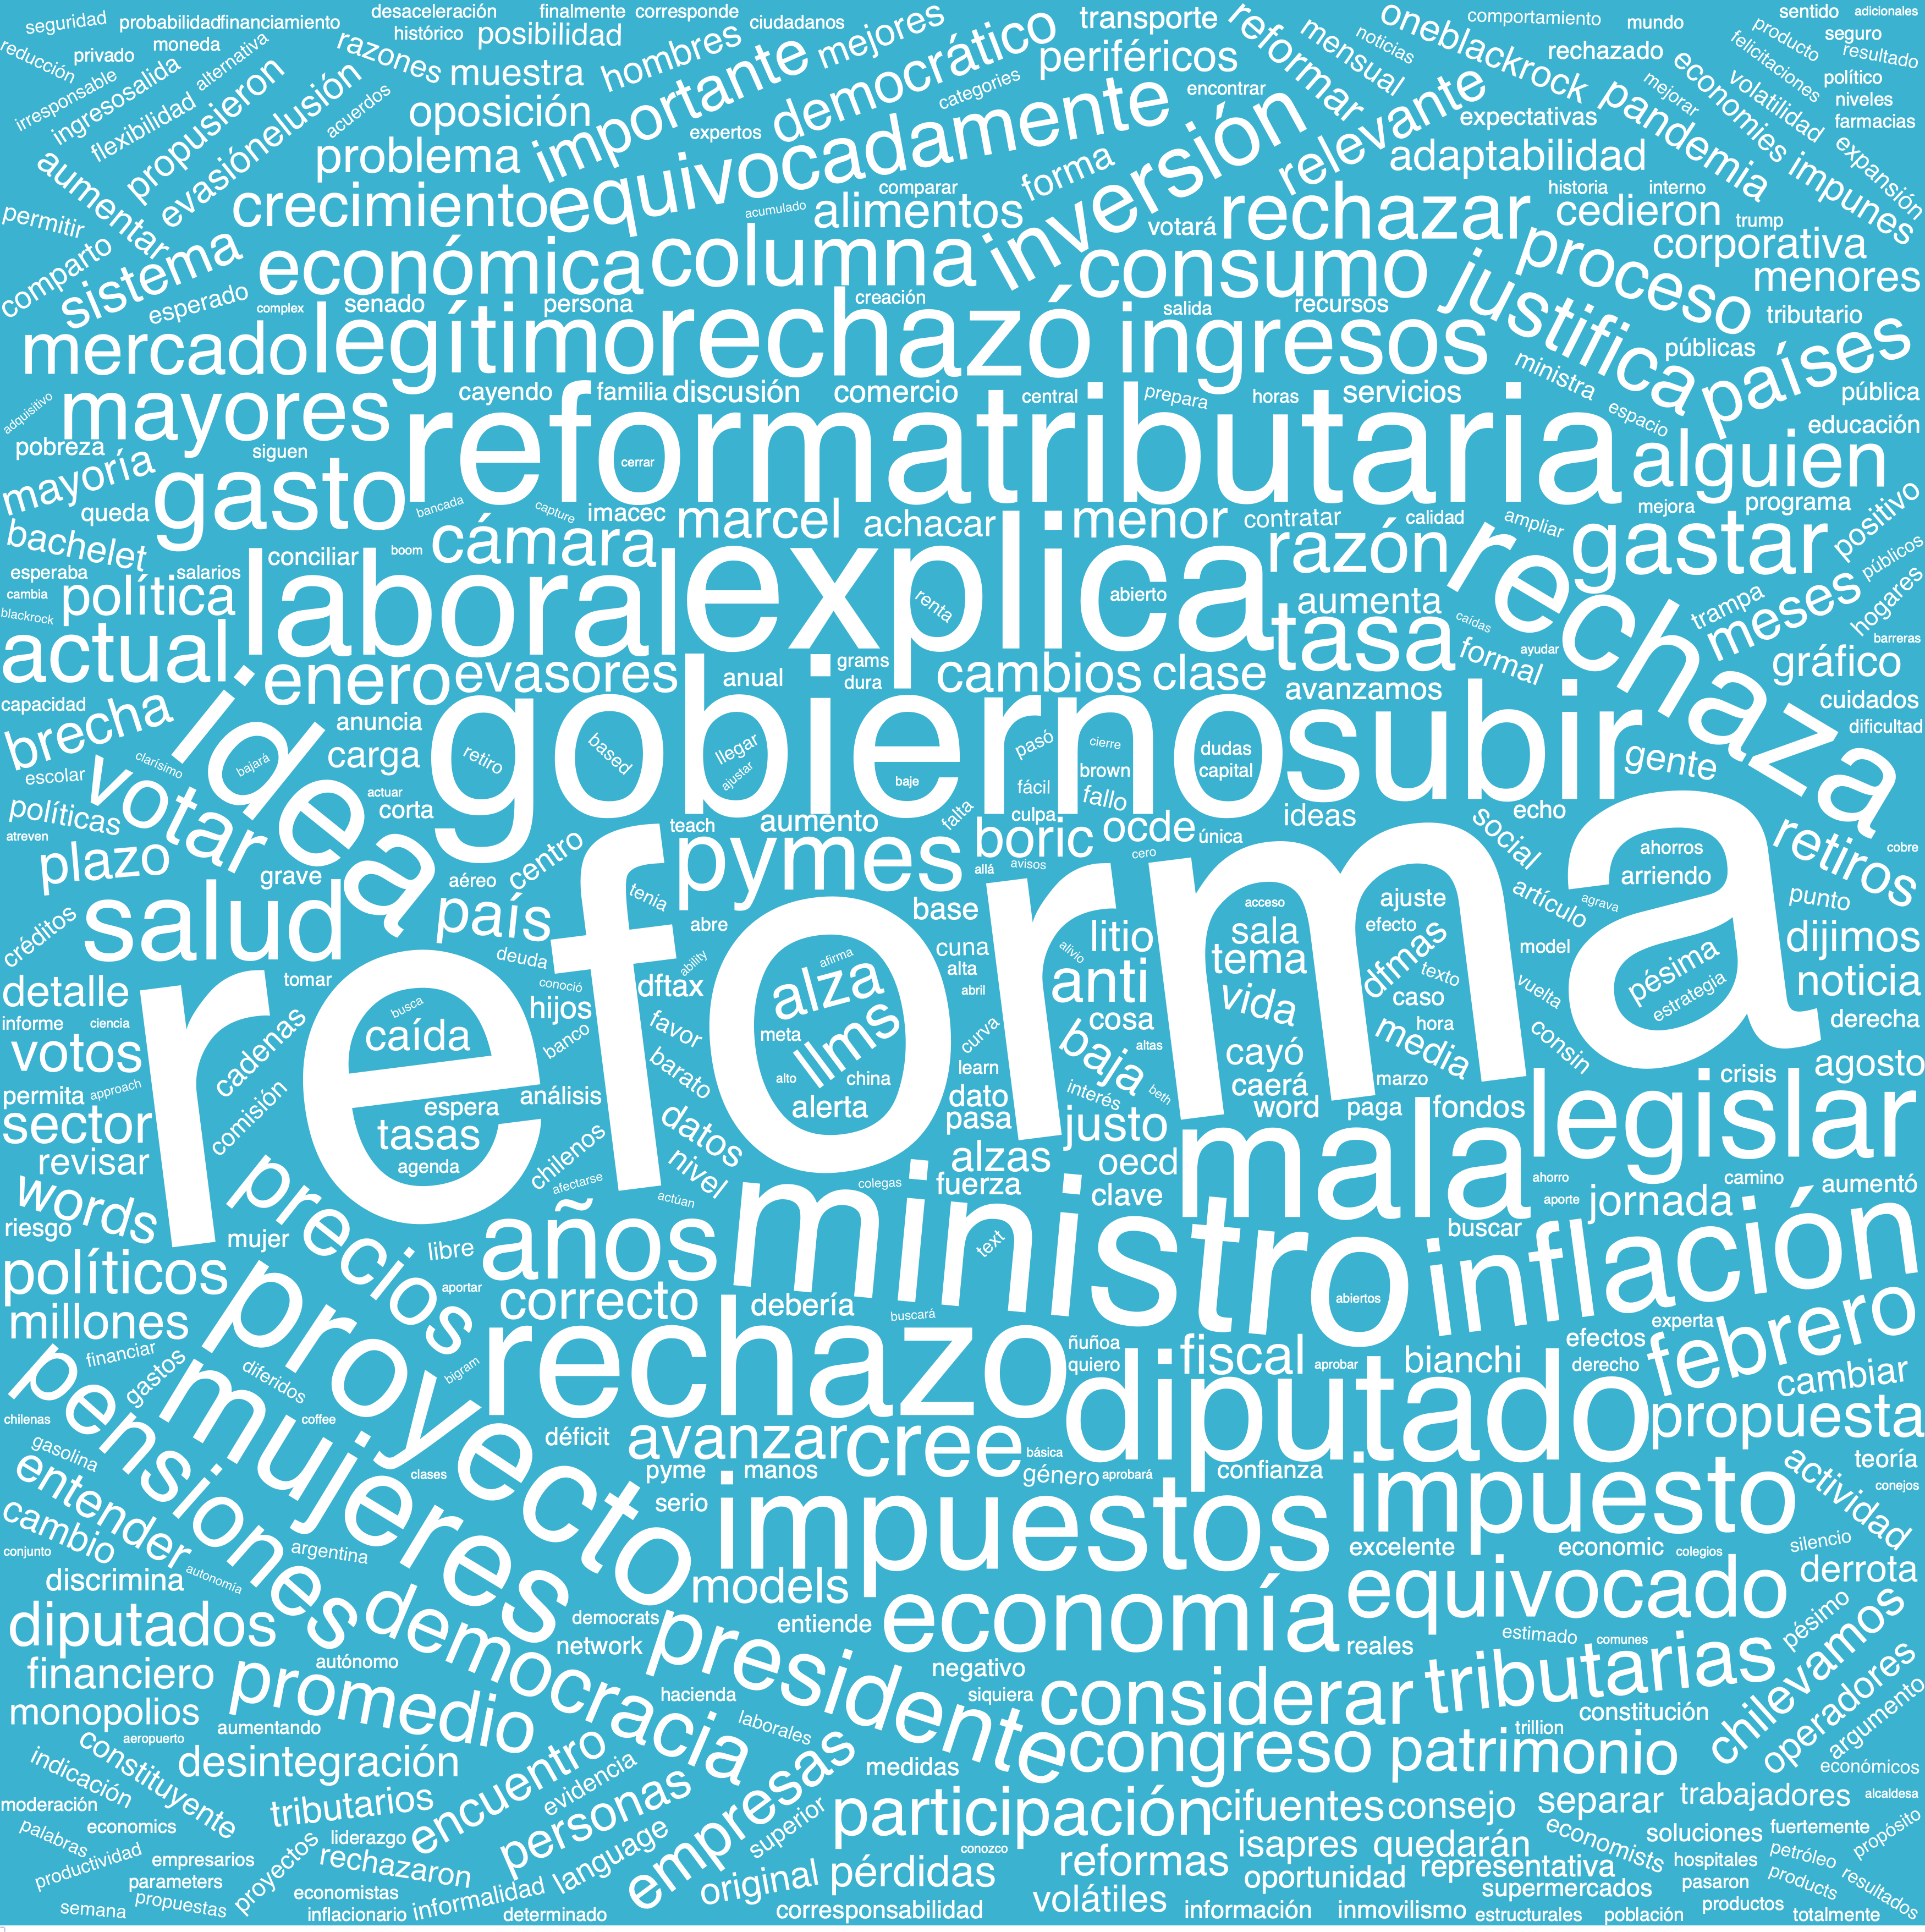 seguridad
probabilidad
financiamiento
desaceleración
finalmente
corresponde
ciudadanos
mejores
transporte
reformar
oneblackrock
comportamiento
mundo
sentido
adicionales
reducción
privado
moneda
alternativa
histórico
posibilidad
hombres
importante
democrático
periféricos
mensual
noticias
rechazado
economies
felicitaciones
producto
seguro
resultado
irresponsable
ingresosalida
flexibilidad
propusieron
evasiónelusión
razones
acuerdos
muestra
oposición
expertos
categories
encontrar
relevante
expectativas
pandemia
mejorar
volatilidad
político
niveles
farmacias
expansión
aumentar
problema
equivocadamente
forma
inversión
adaptabilidad
impunes
permitir
comparto
sistema
crecimiento
acumulado
comparar
alimentos
votará
rechazar
historia
interno
cedieron
trump
corporativa
menores
esperado
económica
columna
consumo
justifica
proceso
complex
senado
persona
creación
salida
recursos
tributario
mercado
legítimo
rechazó
ingresos
ministra
públicas
países
adquisitivo
mayores
cayendo
familia
discusión
comercio
central
prepara
horas
servicios
espacio
pública
educación
pobreza
mayoría
siguen
reformatributaria
cerrar
alguien
queda
gasto
bancada
capture
imacec
marcel
achacar
menor
contratar
calidad
ampliar
mejora
programa
positivo
bachelet
conciliar
boom
cámara
razón
rechaza
gastar
públicos
esperaba
salarios
cambia
política
laboral
explica
renta
abierto
aumenta
caídas
trampa
meses
hogares
blackrock
actual
enero
evasores
anual
grams
dura
cambios
clase
tasa
formal
ayudar
avanzamos
barreras
gráfico
capacidad
brecha
idea
anuncia
carga
gobierno
retiro
based
llegar
ajustar
baje
pasó
fácil
cierre
brown
dudas
capital
subir
gente
cuidados
dificultad
escolar
clarísimo
bajará
votar
actuar
corta
políticas
atreven
plazo
grave
aéreo
centro
teach
aumento
falta
culpa
fallo
boric
ocde
única
ideas
echo
social
retiros
cobre
pymes
allá
avisos
cero
ahorros
arriendo
salud
créditos
país
tenia
abre
base
acceso
ajuste
efecto
artículo
agrava
punto
dijimos
detalle
tomar
deuda
conoció
ability
afirma
alza
cuna
alta
abril
litio
alivio
anti
sala
tema
dfmas
texto
model
vuelta
pésima
estrategia
noticia
informe
ciencia
votos
cadenas
busca
caída
hijos
dftax
banco
favor
meta
llms
curva
cosa
altas
vida
caso
hora
consin
derecha
reforma
permita
approach
comisión
espera
tasas
agenda
análisis
barato
alto
china
alerta
learn
dato
pasa
baja
interés
beth
cayó
caerá
word
media
marzo
paga
fondos
crisis
agosto
sector
revisar
chilenos
afectarse
datos
nivel
actúan
colegas
alzas
fuerza
justo
oecd
clave
mala
legislar
ahorro
aporte
camino
aumentó
words
riesgo
mujer
precios
libre
años
ministro
text
abiertos
buscar
jornada
inflación
políticos
aportar
correcto
debería
buscará
millones
proyecto
bigram
rechazo
ñuñoa
quiero
fiscal
aprobar
bianchi
efectos
derecho
experta
febrero
cambiar
financiar
gastos
diferidos
pensiones
mujeres
coffee
chilenas
diputado
propuesta
gasolina
entender
clases
déficit
avanzar
cree
básica
pyme
manos
género
aprobará
confianza
teoría
actividad
conejos
cambio
serio
impuestos
impuesto
conjunto
argentina
autonomía
excelente
economic
colegios
silencio
discrimina
models
derrota
diputados
democracia
democrats
network
entiende
economía
equivocado
reales
estimado
comunes
pésimo
financiero
autónomo
promedio
presidente
negativo
siquiera
considerar
tributarias
chilevamos
monopolios
aumentando
hacienda
laborales
trillion
constitución
operadores
aeropuerto
constituyente
desintegración
encuentro
medidas
congreso
patrimonio
argumento
económicos
indicación
evidencia
moderación
tributarios
personas
empresas
superior
participación
cifuentes
consejo
separar
trabajadores
alcaldesa
economics
palabras
liderazgo
rechazaron
language
conozco
isapres
quedarán
economists
soluciones
fuertemente
propósito
productividad
empresarios
proyectos
original
pérdidas
reformas
oportunidad
representativa
hospitales
petróleo
parameters
economistas
informalidad
supermercados
pasaron
products
resultados
semana
propuestas
inflacionario
determinado
corresponsabilidad
volátiles
información
inmovilismo
estructurales
población
productos
totalmente